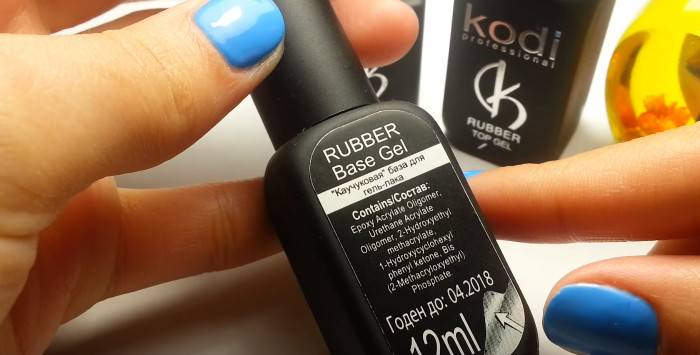 RUBBER
Base Gel
"Каучуковая" база для
гель-лака
Contains/Состав:
Epoxy Acrylate Oligomer,
Urethane Acrylate
Oligomer, 2-Hydroxyethyl
methacrylate,
1-Hydroxycyclohexyl
phenyl ketone, Bis
(2-Methacryloxyethyl)
Phosphate
Годен до: 04.2018
12ml
kodi
professional
RUBBER
TOP GEL